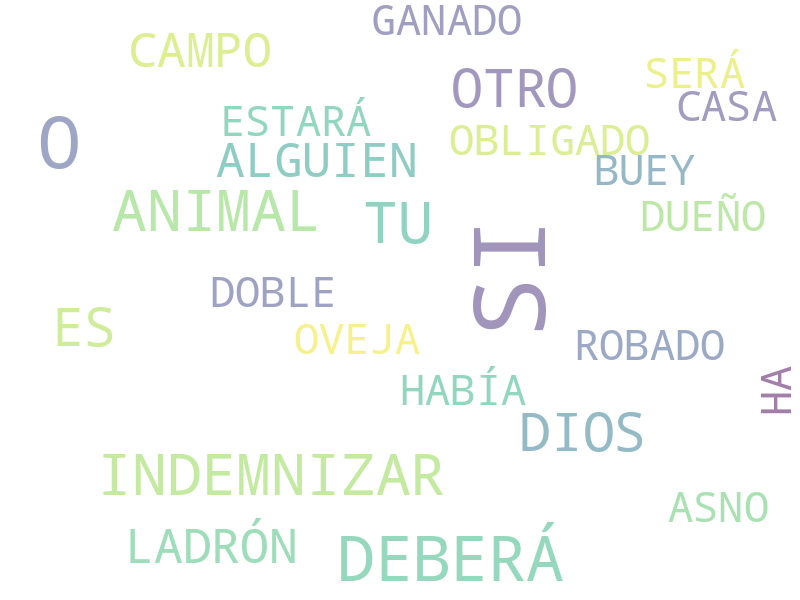 GANADO
CAMPO
SERÁ
OTRO
CASA
ESTARÁ
O
OBLIGADO
ALGUIEN
BUEY
ANIMAL
TU
DUEÑO
SI
DOBLE
ES
OVEJA
ROBADO
HABÍA
HA
DIOS
INDEMNIZAR
ASNO
LADRÓN
DEBERÁ